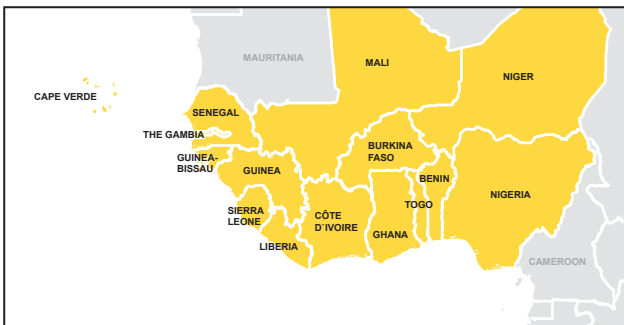 MAURITANIA
MALI
NIGER
CAPE VERDE
SENEGAL
THE GAMBIA
GUINEA-
BISSAU
GUINEA
BURKINA
FASO
BENIN
NIGERIA
SIERRA
LEONE
CÔTE
D`IVOIRE
TOGO
GHANA
LIBERIA
CAMEROON